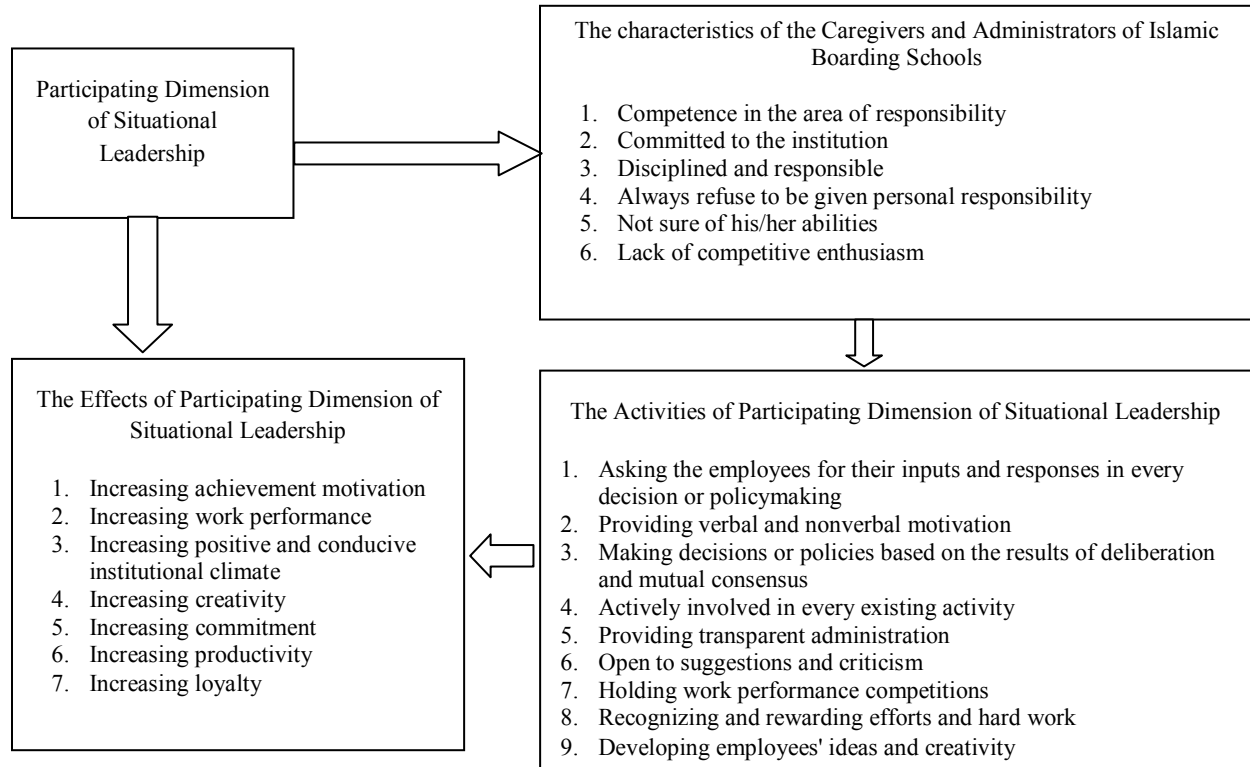 Participating Dimension
of Situational
Leadership
The characteristics of the Caregivers and Administrators of Islamic
Boarding Schools
1. Competence in the area of responsibility
2. Committed to the institution
3. Disciplined and responsible
4. Always refuse to be given personal responsibility
5. Not sure of his/her abilities
6. Lack of competitive enthusiasm
The Effects of Participating Dimension of
Situational Leadership
1. Increasing achievement motivation
2. Increasing work performance
3. Increasing positive and conducive
institutional climate
4. Increasing creativity
5. Increasing commitment
6. Increasing productivity
7. Increasing loyalty
The Activities of Participating Dimension of Situational Leadership
1. Asking the employees for their inputs and responses in every
decision or policymaking
2. Providing verbal and nonverbal motivation
3. Making decisions or policies based on the results of deliberation
and mutual consensus
4. Actively involved in every existing activity
5. Providing transparent administration
6. Open to suggestions and criticism
7. Holding work performance competitions
8. Recognizing and rewarding efforts and hard work
9. Developing employees' ideas and creativity